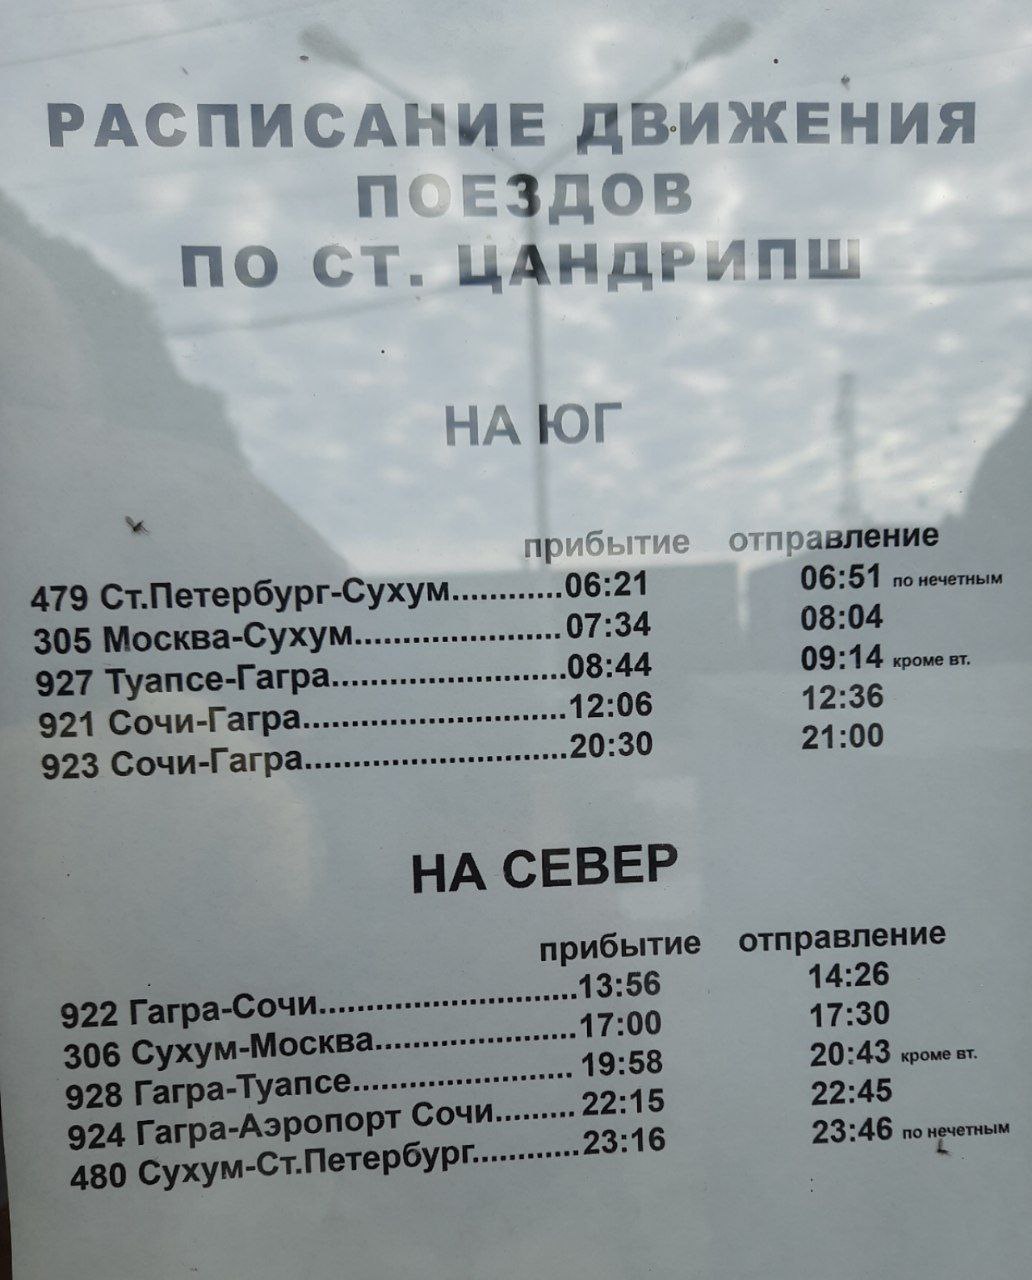 РАСПИСАНИЕ ДВИЖЕНИЯ
ПОЕЗДОВ
ПО СТ. ЦАНДРИПШ
НА ЮГ
прибытие отправление
479 Ст.Петербург-Сухум............06:21 06:51 по нечетным
305 Москва-Сухум......................07:34 08:04
927 Туапсе-Гагра.........................08:44 09:14 кроме вт.
921 Сочи-Гагра............................12:06 12:36
923 Сочи-Гагра............................20:30 21:00
НА СЕВЕР
прибытие отправление
922 Гагра-Сочи...........................13:56 14:26
306 Сухум-Москва.....................17:00 17:30
928 Гагра-Туапсе....................... 19:58 20:43 кроме вт.
924 Гагра-Аэропорт Сочи......... 22:15 22:45
480 Сухум-Ст.Петербург............23:16 23:46 по нечетным